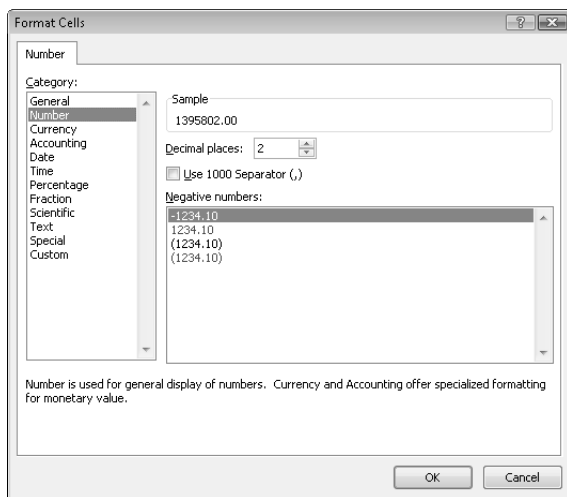 Format Cells
Number
Category:
General
Number
Currency
Accounting
Date
Time
Percentage
Fraction
Scientific
Text
Special
Custom
Sample
1395802.00
Decimal places: 2
Use 1000 Separator (,)
Negative numbers:
-1234.10
1234.10
(1234.10)
(1234.10)
Number is used for general display of numbers. Currency and Accounting offer specialized formatting
for monetary value.
OK Cancel